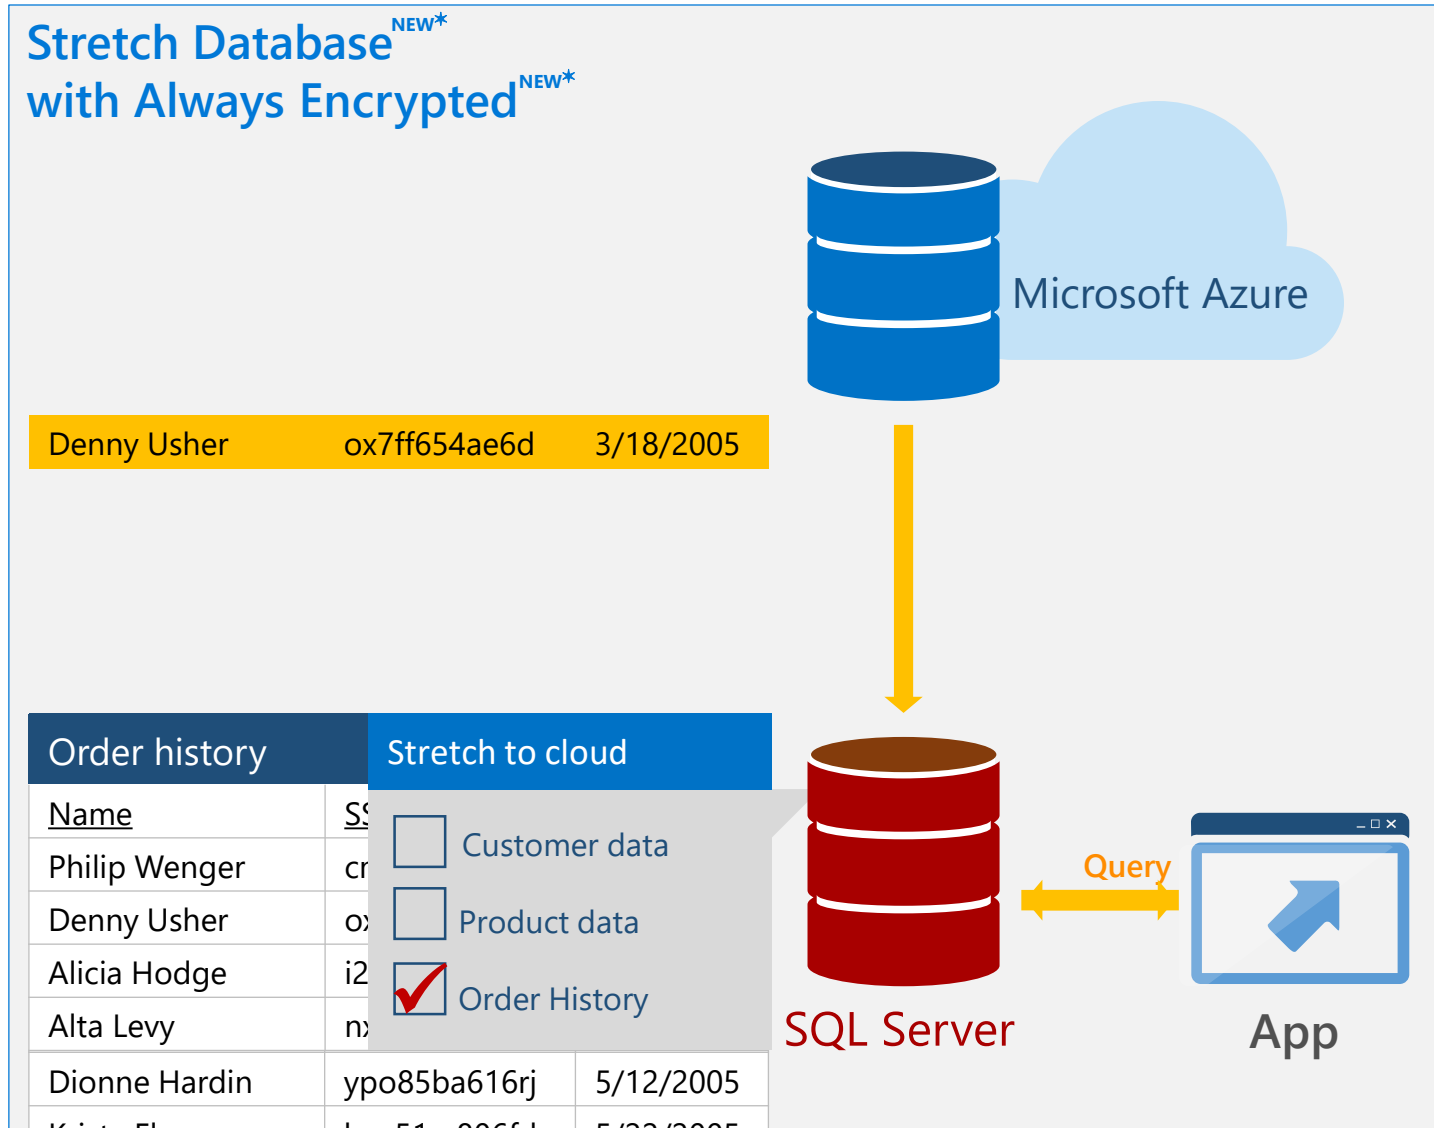 Stretch Database NEW*
with Always Encrypted NEW*
Microsoft Azure
Denny Usher ox7ff654ae6d 3/18/2005
Order history
Stretch to cloud
Name
Philip Wenger
Denny Usher
Alicia Hodge
Alta Levy
Dionne Hardin ypo85ba616rj 5/12/2005
Customer data
Product data
Order History
Query
SQL Server
App